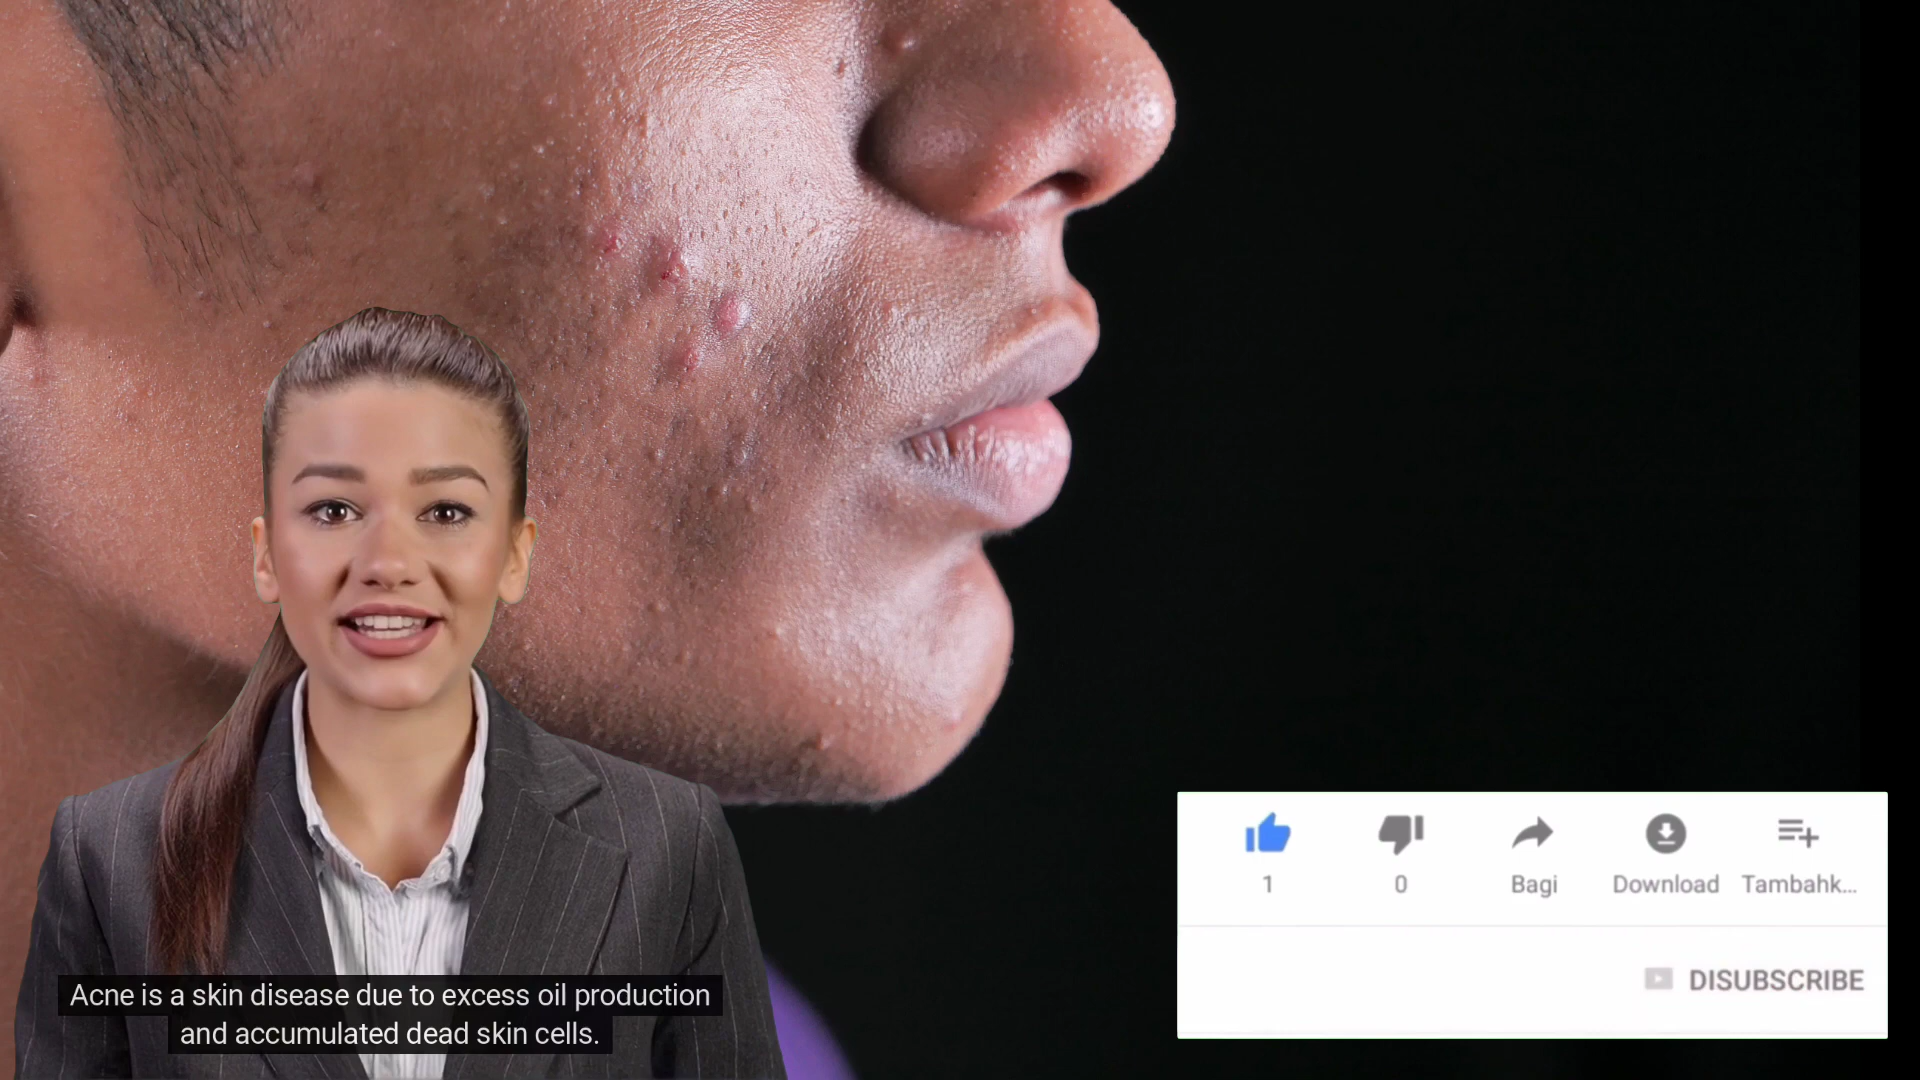 1
0
Bagi
Download
Tambahk...
DISUBSCRIBE
Acne is a skin disease due to excess oil production
and accumulated dead skin cells.